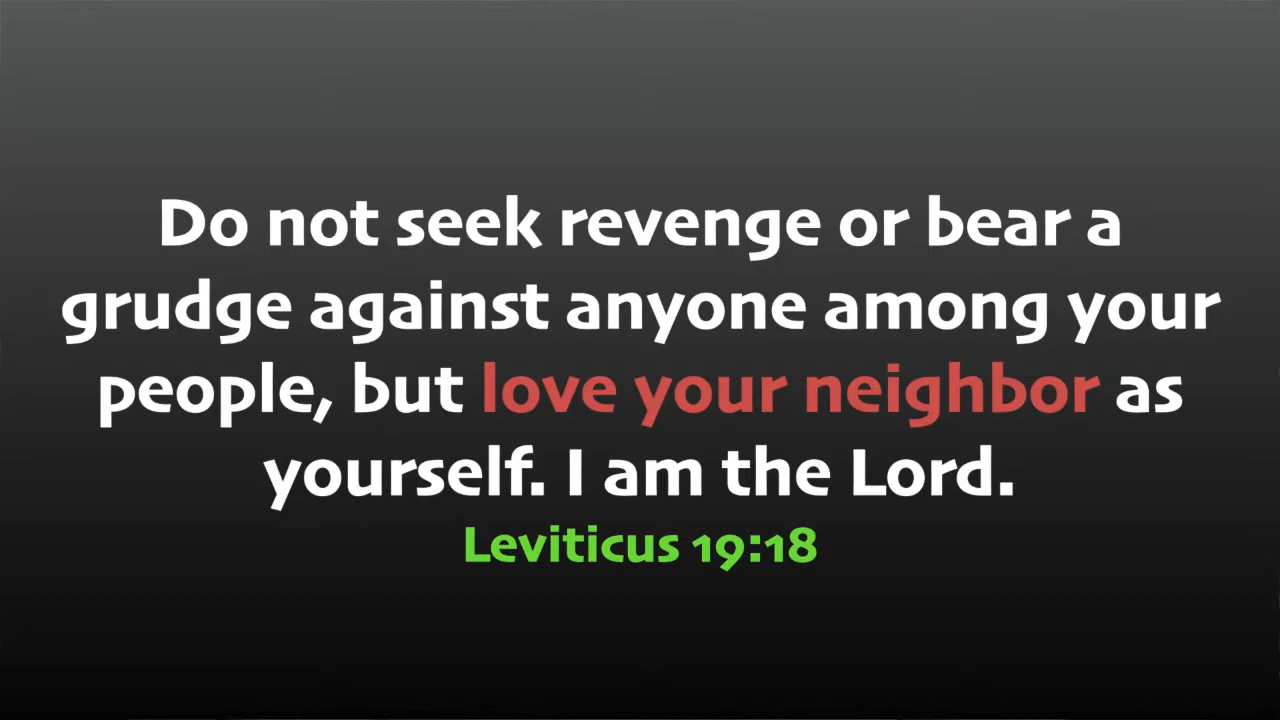 Do not seek revenge or bear a
grudge against anyone among your
people, but love your neighbor as
yourself. I am the Lord.
Leviticus 19:18